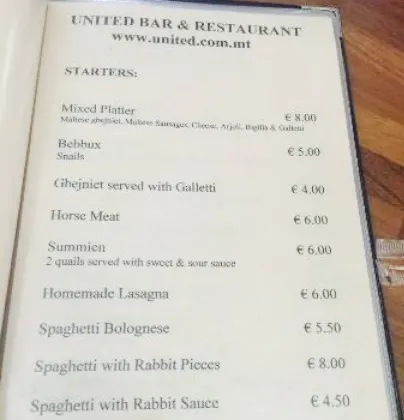 UNITED BAR & RESTAURANT
www.united.com.mt
STARTERS:
Mixed Platter € 8.00
Maltese ghejniet, Maltese Sausages, Cheese, Arjoli, Bigilla & Galletti
Bebbux € 5.00
Snails
Ghejniet served with Galletti € 4.00
Horse Meat € 6.00
Summien € 6.00
2 quails served with sweet & sour sauce
Homemade Lasagna € 6.00
Spaghetti Bolognese € 5.50
Spaghetti with Rabbit Pieces € 8.00
Spaghetti with Rabbit Sauce € 4.50